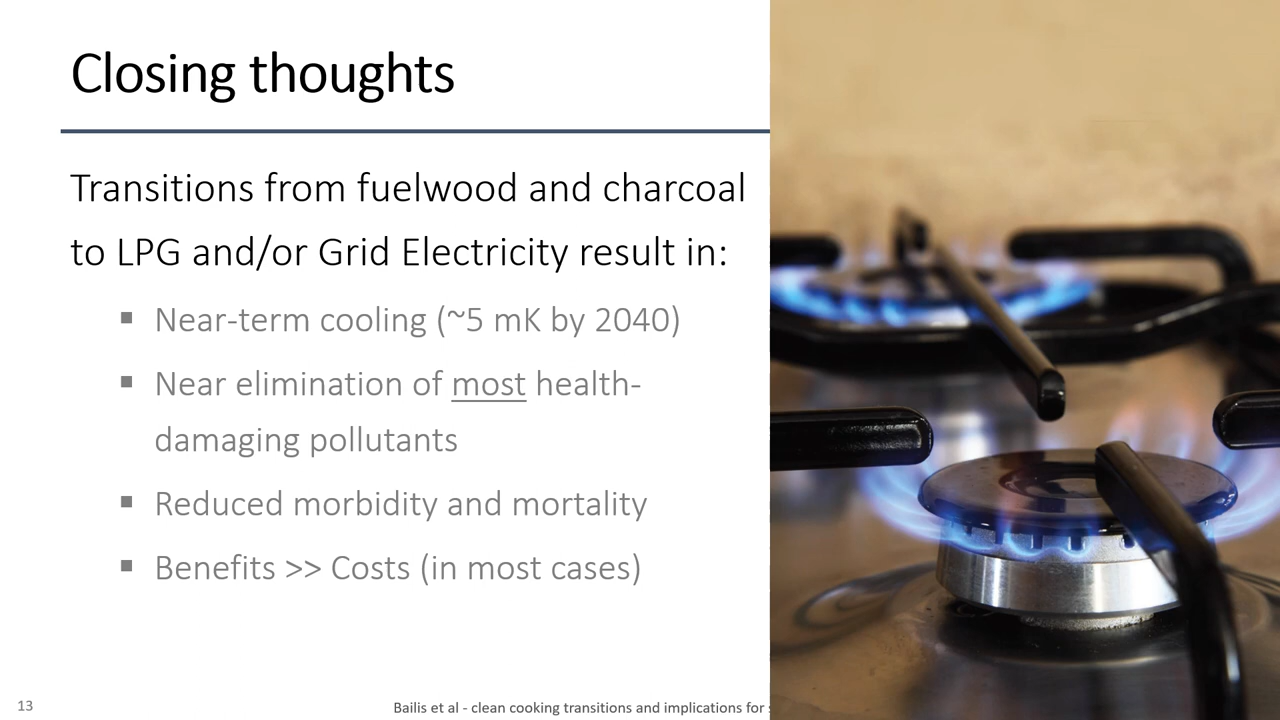 Closing thoughts
Transitions from fuelwood and charcoal
to LPG and/or Grid Electricity result in:
▪ Near-term cooling (~5 mK by 2040)
▪ Near elimination of most health-
damaging pollutants
▪ Reduced morbidity and mortality
▪ Benefits >> Costs (in most cases)
13
Bailis et al - clean cooking transitions and implications for